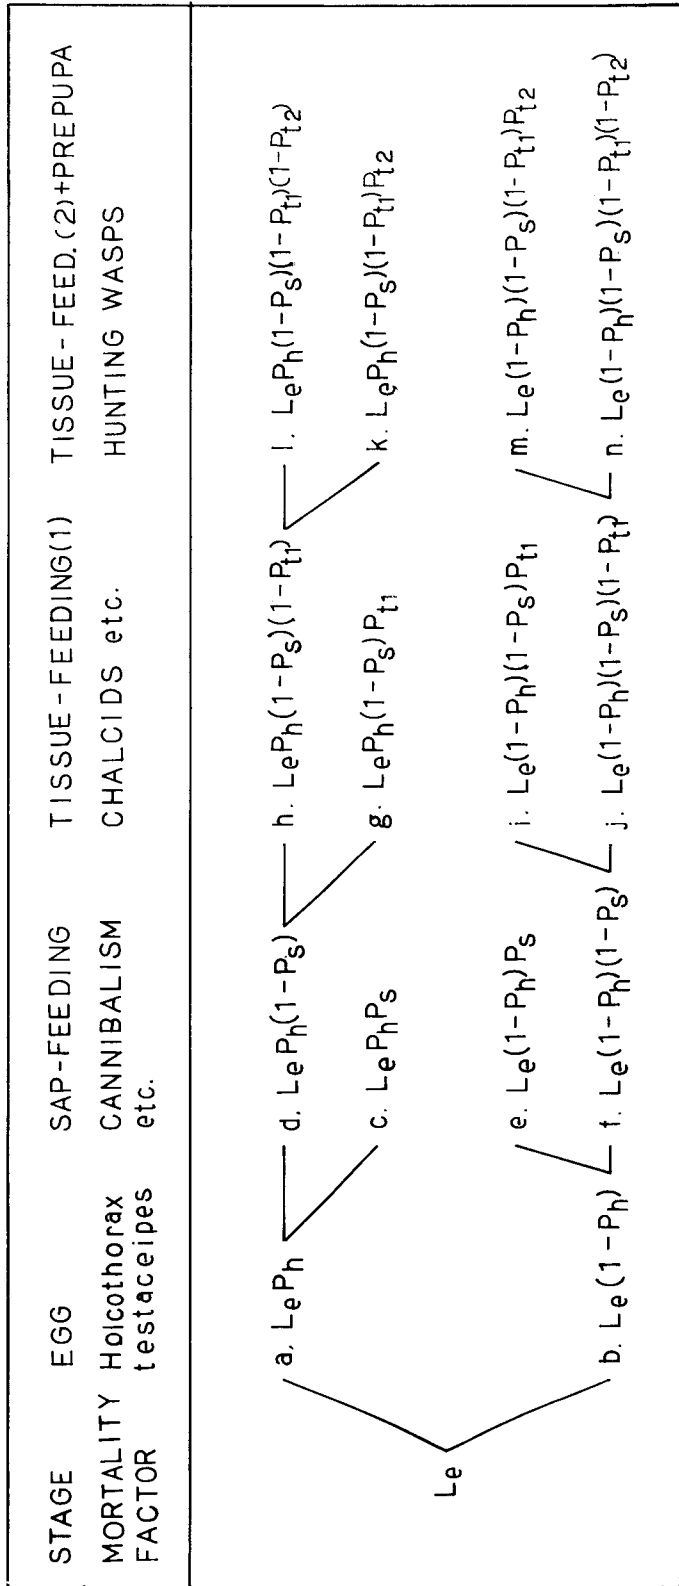 STAGE EGG SAP-FEEDING TISSUE-FEEDING(1) TISSUE-FEED.(2)+PREPUPA
MORTALITY Holcothorax CANNIBALISM CHALCIDS etc. HUNTING WASPS
FACTOR testaceipes etc.
Le
a. LePh
b. Le(1-Ph)
d. LePh(1-Ps)
c. LePhPs
e. Le(1-Ph)Ps
f. Le(1-Ph)(1-Ps)
h. LePh(1-Ps)(1-Pt1)
g. LePh(1-Ps)Pt1
i. Le(1-Ph)(1-Ps)Pt1
j. Le(1-Ph)(1-Ps)(1-Pt1)
l. LePh(1-Ps)(1-Pt1)(1-Pt2)
k. LePh(1-Ps)(1-Pt1)Pt2
m. Le(1-Ph)(1-Ps)(1-Pt1)Pt2
n. Le(1-Ph)(1-Ps)(1-Pt1)(1-Pt2)